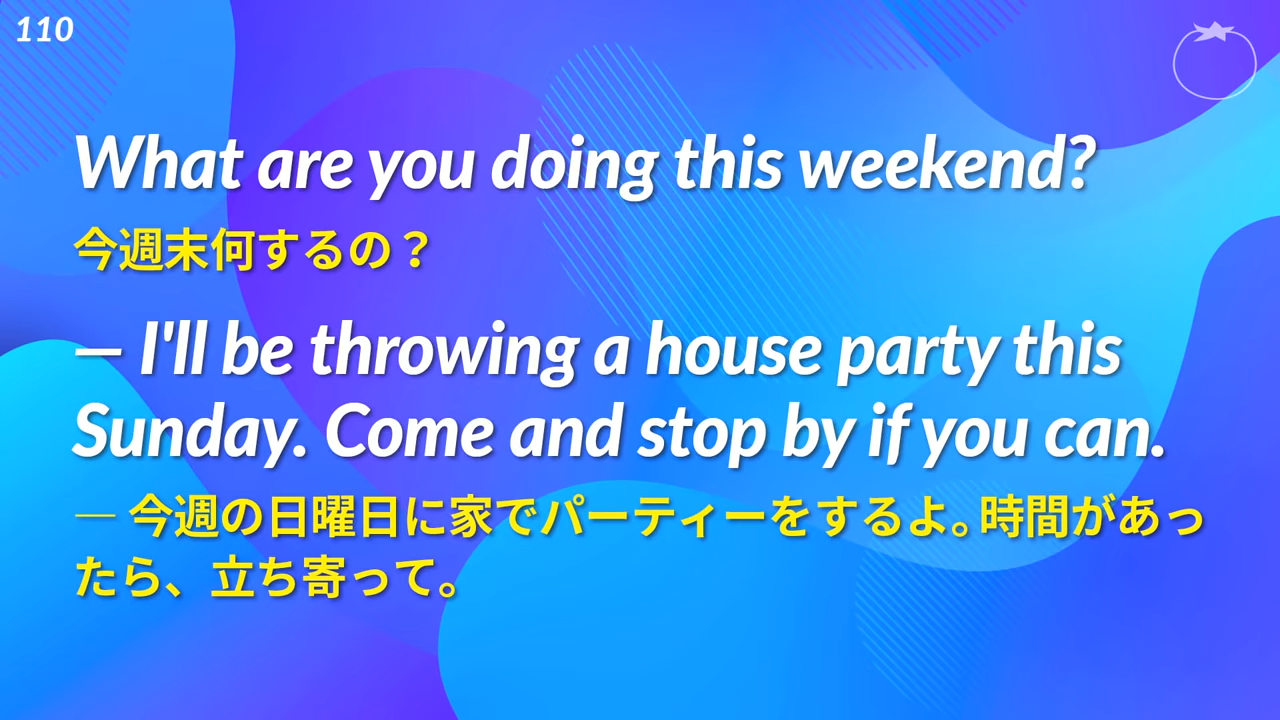 110
What are you doing this weekend?
今週末何するの？
— I'll be throwing a house party this
Sunday. Come and stop by if you can.
— 今週の日曜日に家でパーティーをするよ。時間があっ
たら、立ち寄って。